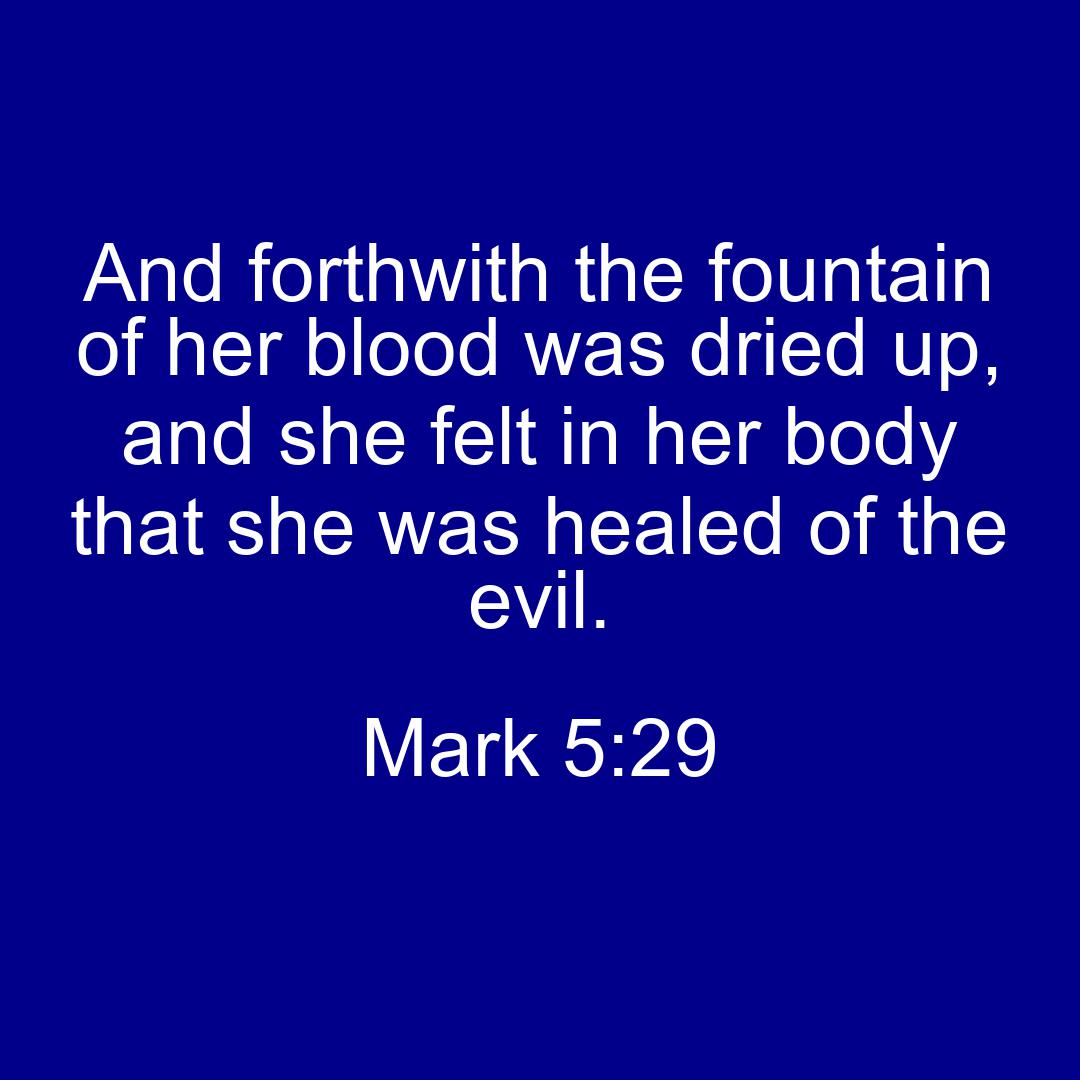 And forthwith the fountain
of her blood was dried up,
and she felt in her body
that she was healed of the
evil.
Mark 5:29